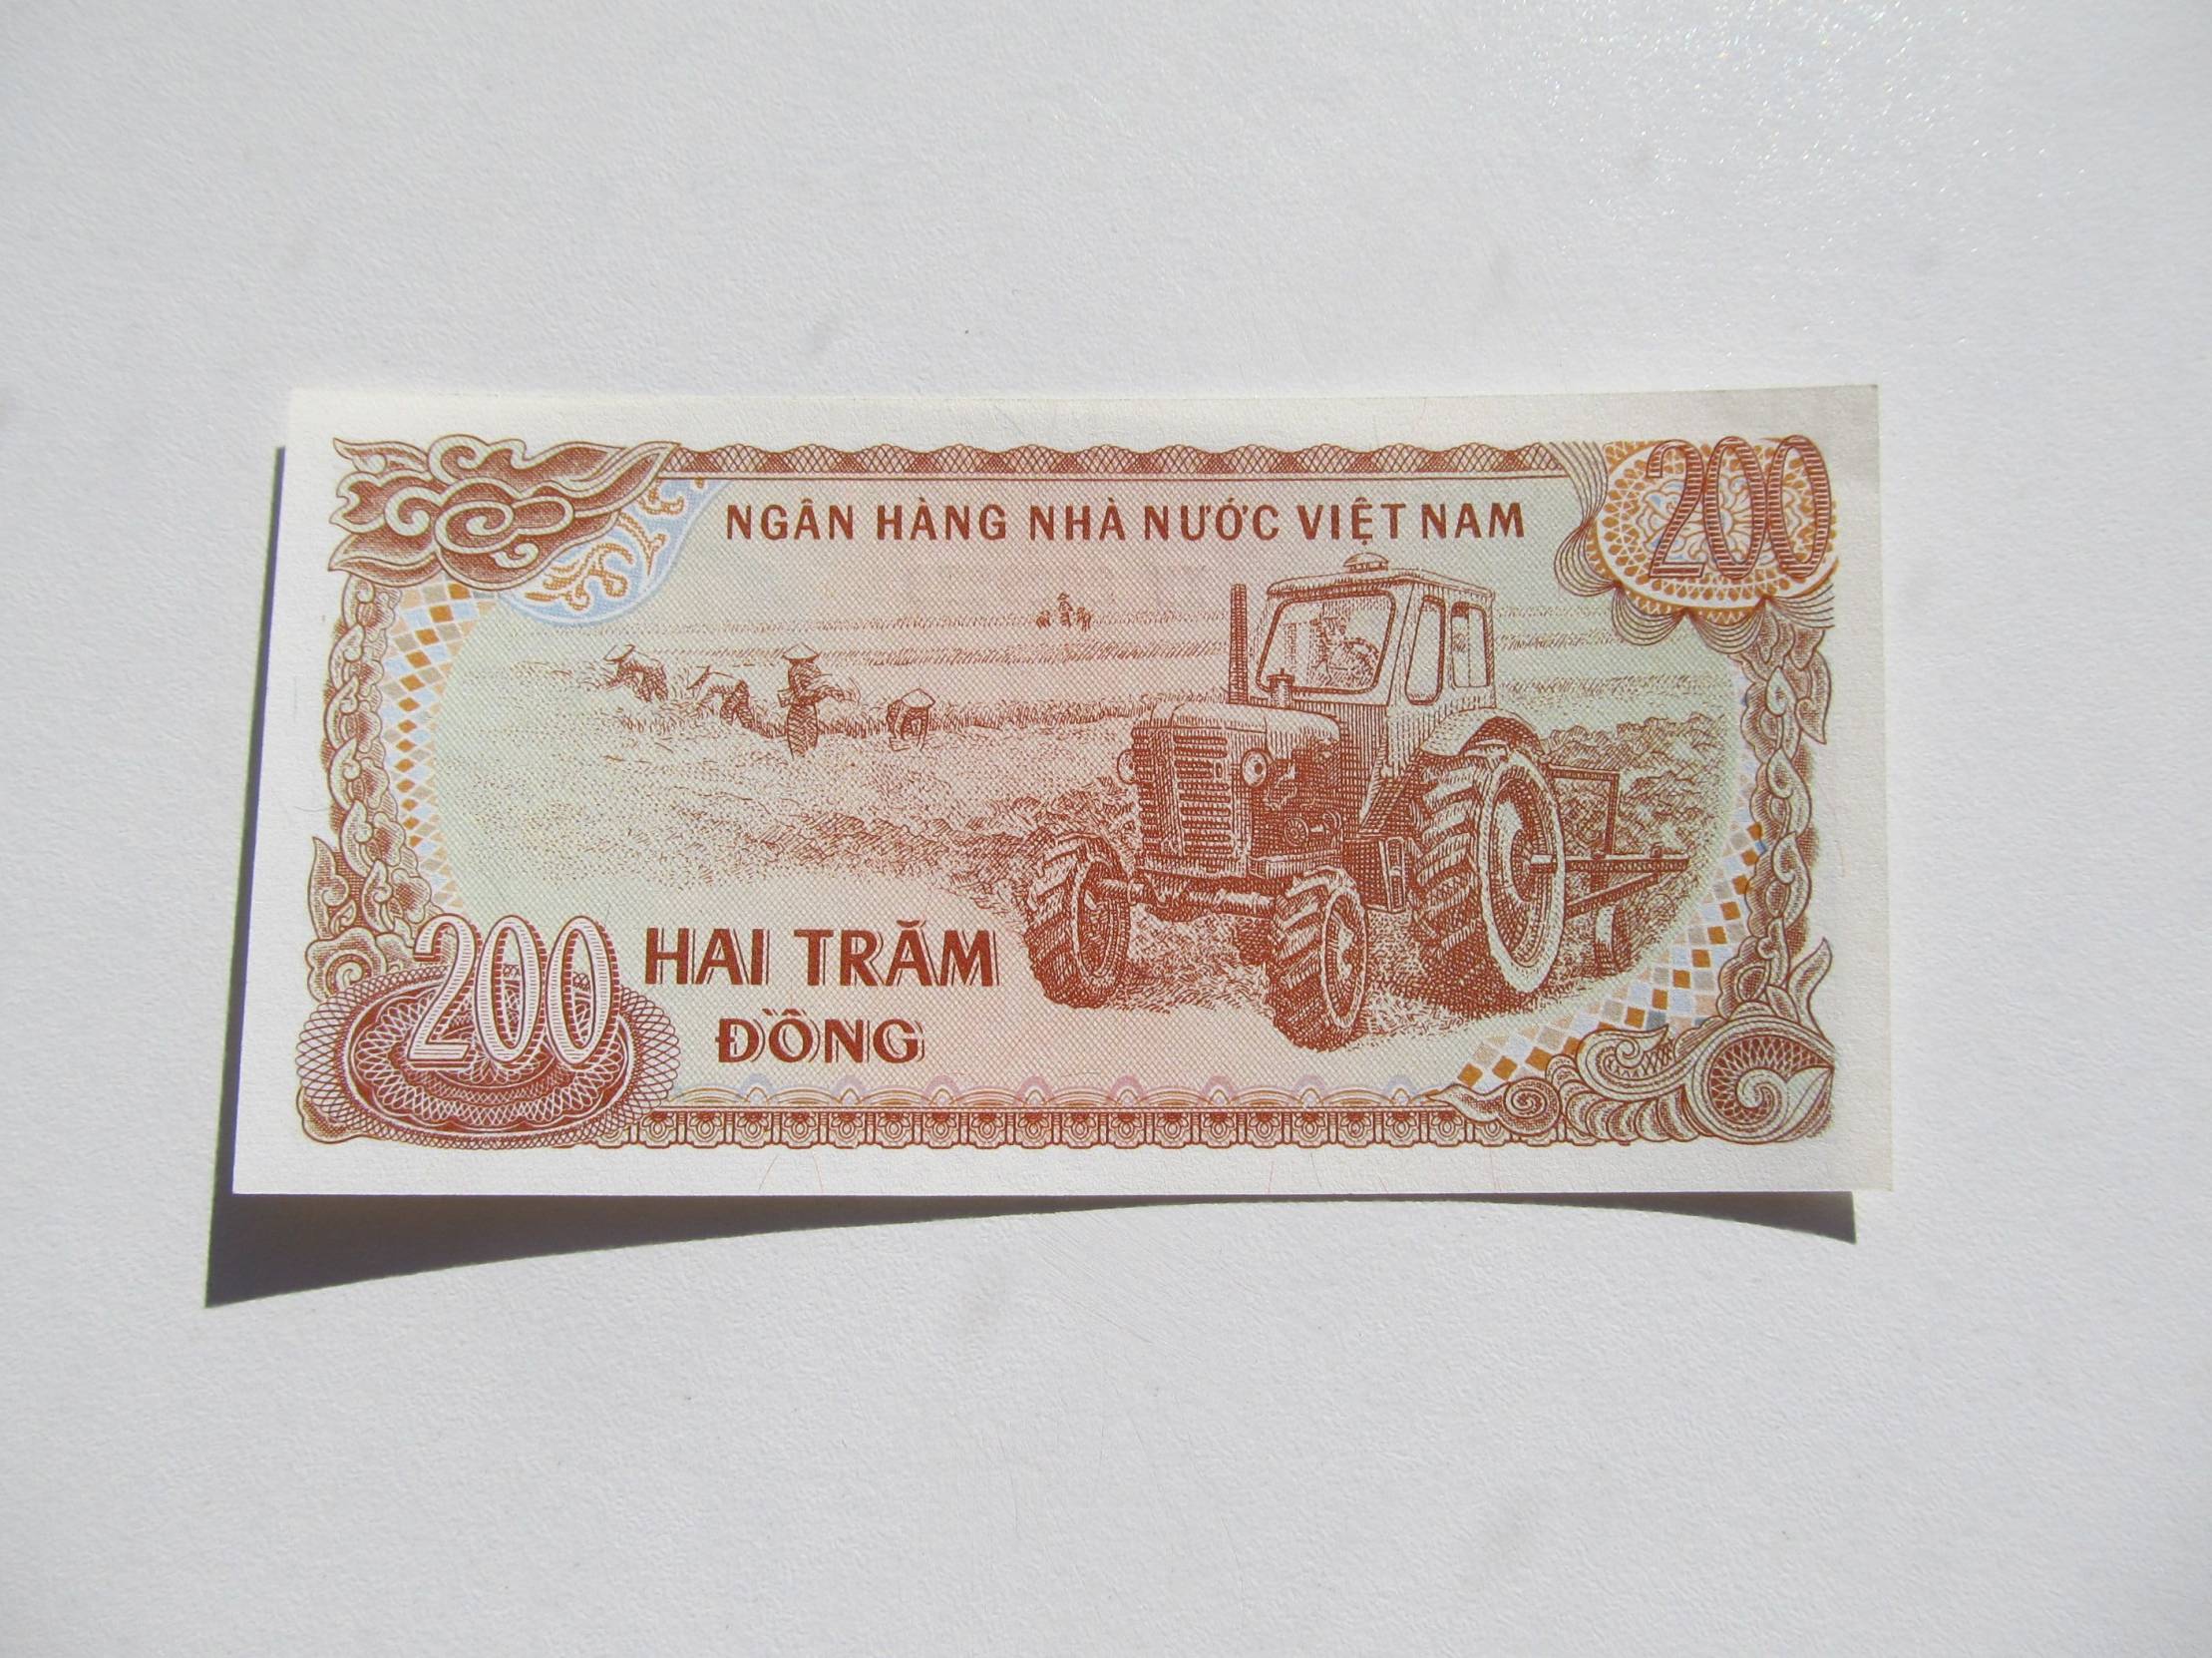 NGÂN HÀNG NHÀ NƯỚC VIỆT NAM
200
200
HAI TRĂM
ĐỒNG